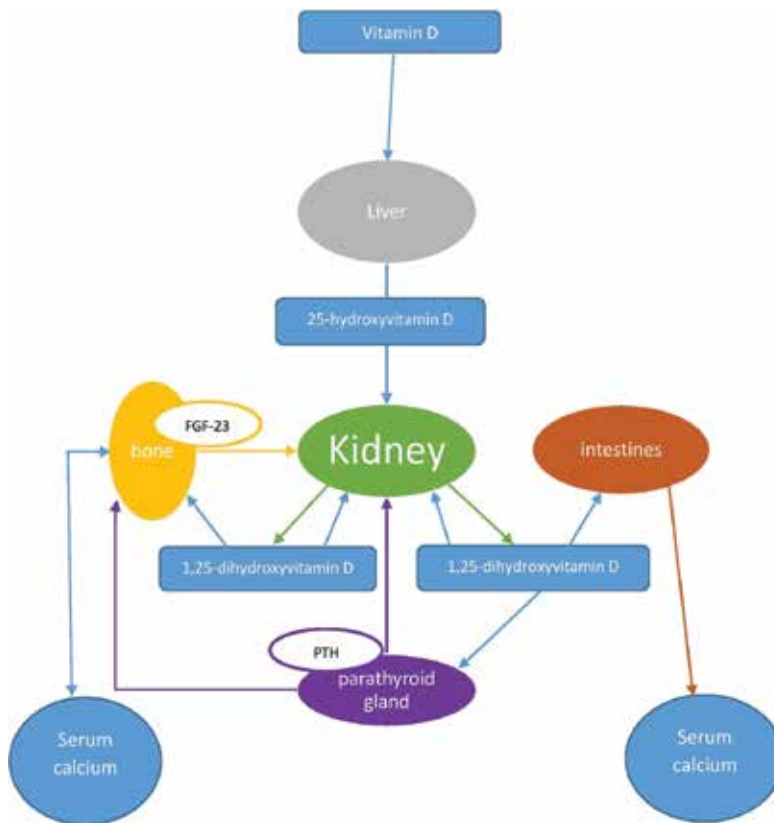 Vitamin D
Liver
25-hydroxyvitamin D
FGF-23
bone
Kidney
intestines
1,25-dihydroxyvitamin D
1,25-dihydroxyvitamin D
PTH
parathyroid
gland
Serum
calcium
Serum
calcium